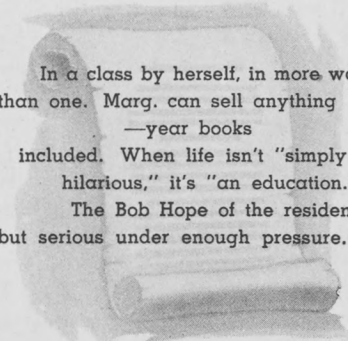 In a class by herself, in more
than one. Marg. can sell anything
—year books
included. When life isn't "simply
hilarious," it's "an education.
The Bob Hope of the
but serious under enough pressure.